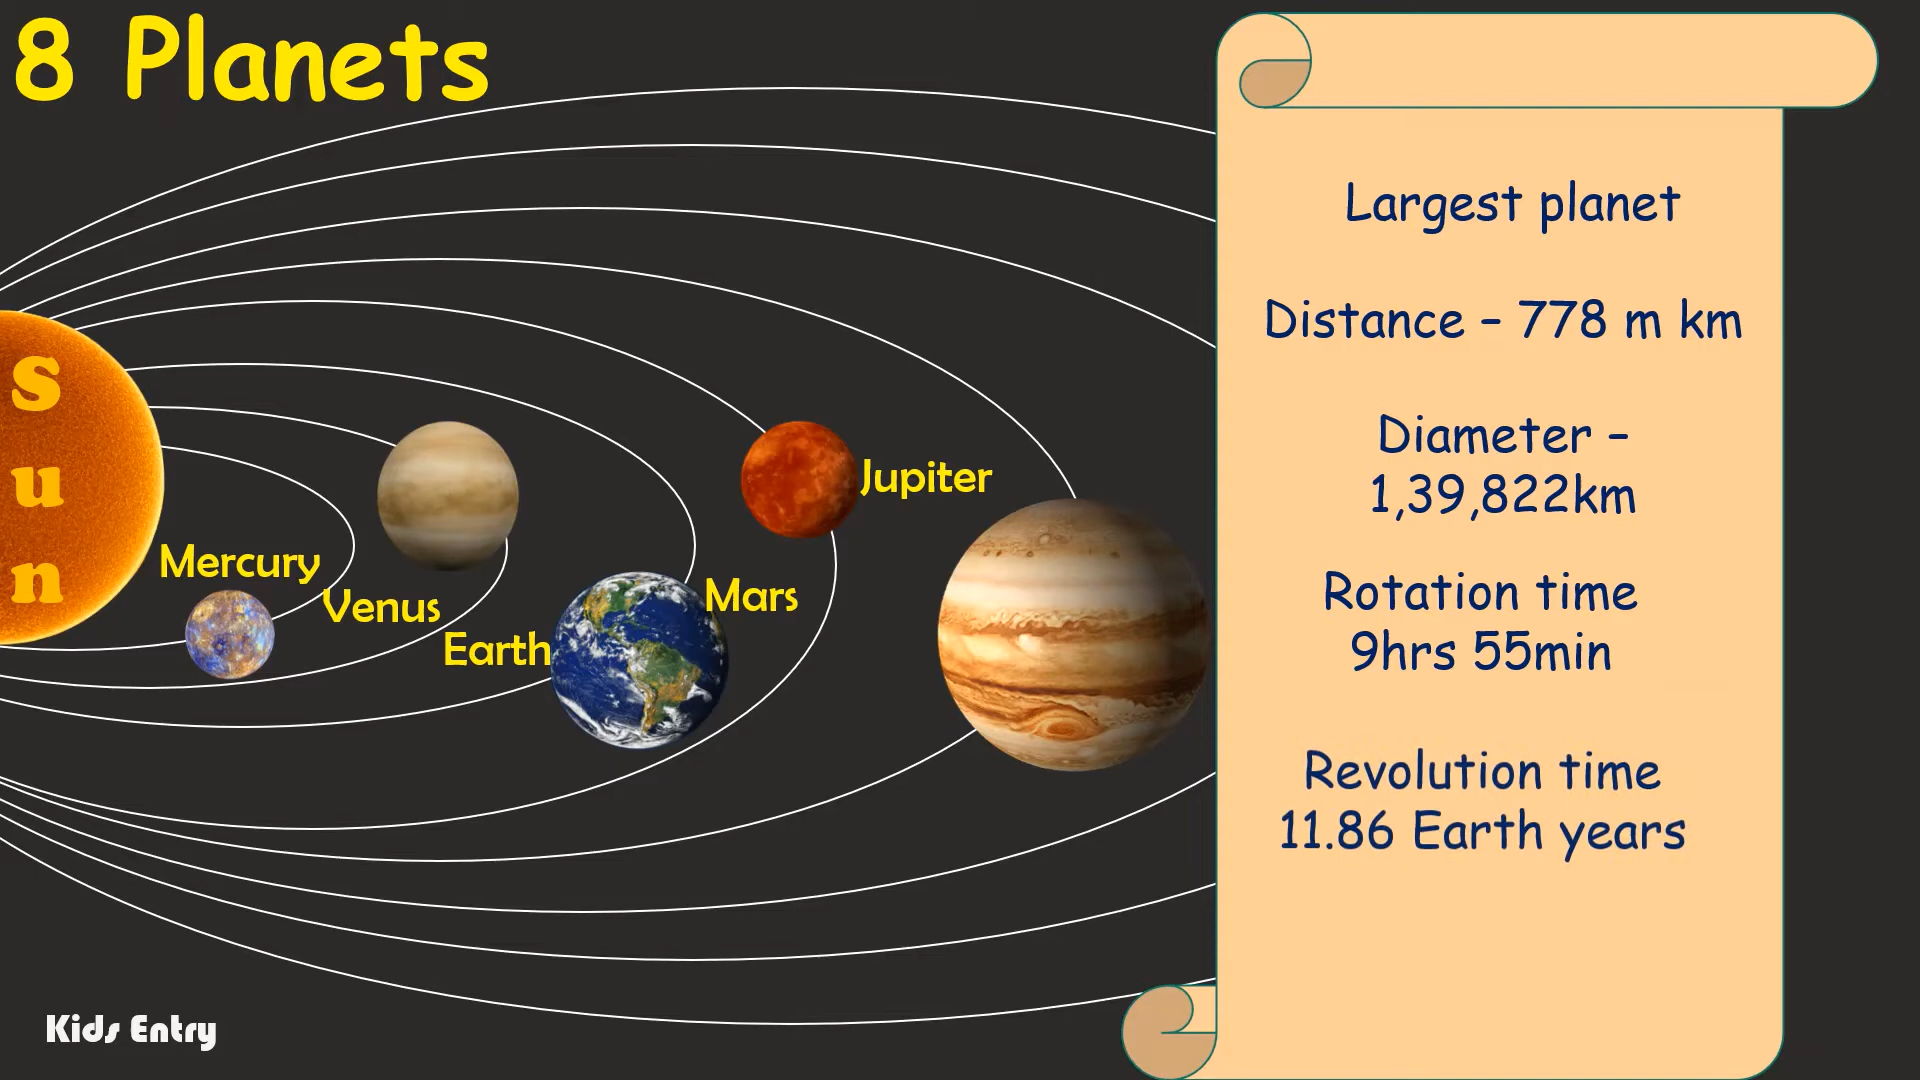 8 Planets
Sun
Mercury
Venus
Earth
Mars
Jupiter
Largest planet
Distance – 778 m km
Diameter –
1,39,822km
Rotation time
9hrs 55min
Revolution time
11.86 Earth years
Kids Entry